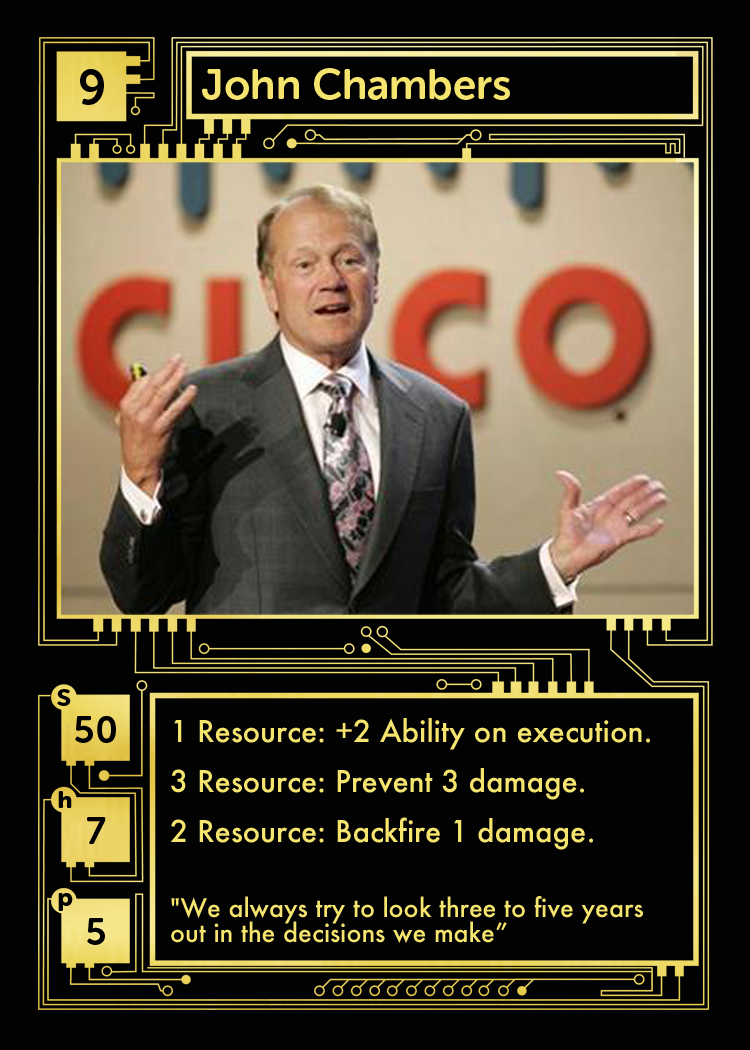 9
John Chambers
CISCO
S
50
1 Resource: +2 Ability on execution.
3 Resource: Prevent 3 damage.
h
7
2 Resource: Backfire 1 damage.
p
5
"We always try to look three to five years
out in the decisions we make”